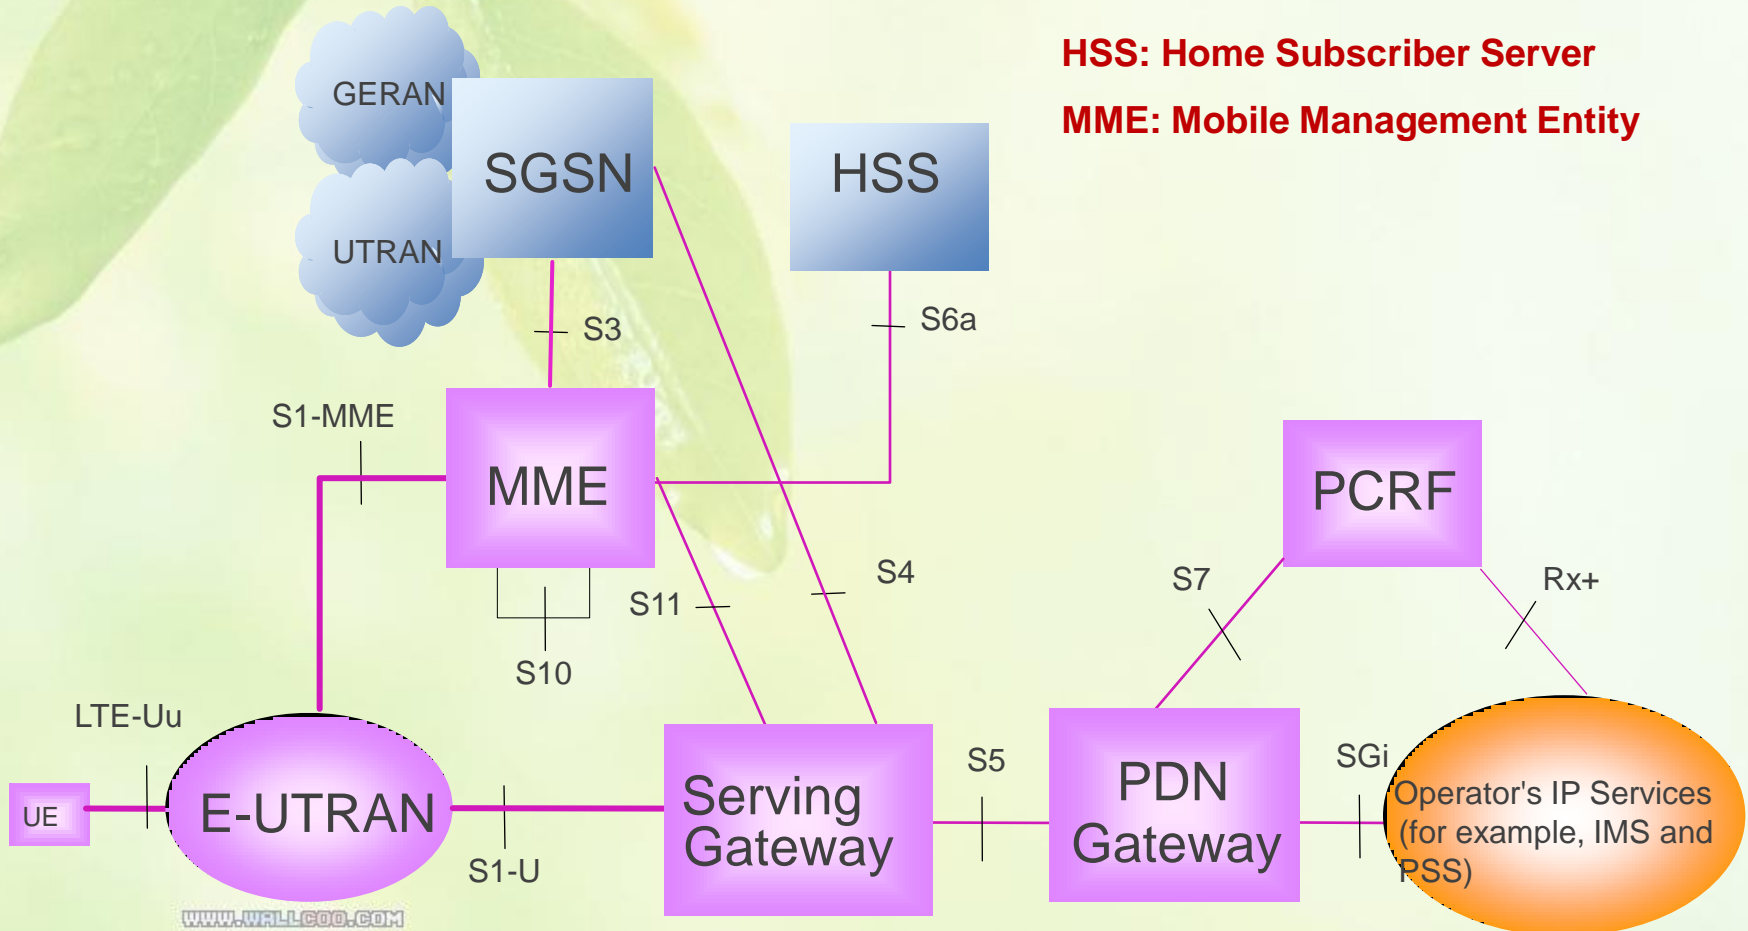 HSS: Home Subscriber Server
MME: Mobile Management Entity
GERAN
SGSN
HSS
UTRAN
S3
S6a
S1-MME
MME
PCRF
S11
S4
S7
Rx+
S10
LTE-Uu
UE
E-UTRAN
S1-U
Serving
Gateway
S5
PDN
Gateway
SGi
Operator's IP Services
(for example, IMS and
PSS)
WWW.WALLCOO.COM